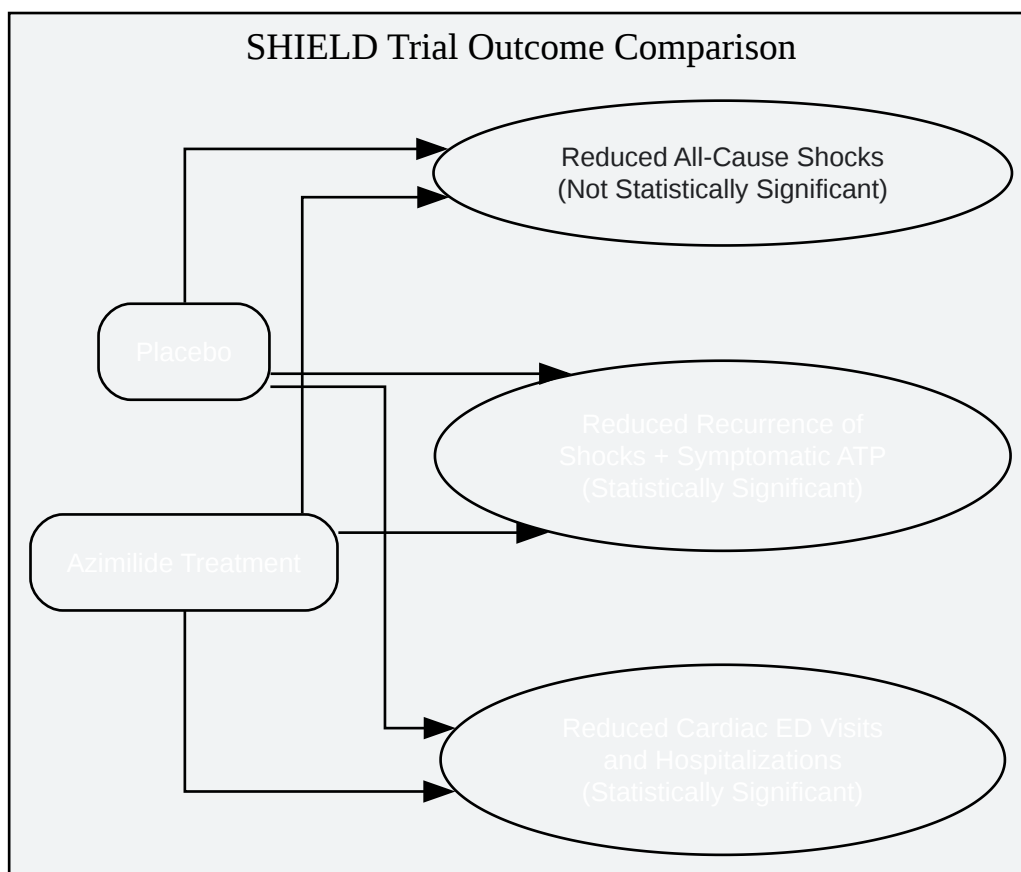 SHIELD Trial Outcome Comparison
Reduced All-Cause Shocks
(Not Statistically Significant)
Placebo
Reduced Recurrence of
Shocks + Symptomatic ATP
(Statistically Significant)
Azimilide Treatment
Reduced Cardiac ED Visits
and Hospitalizations
(Statistically Significant)